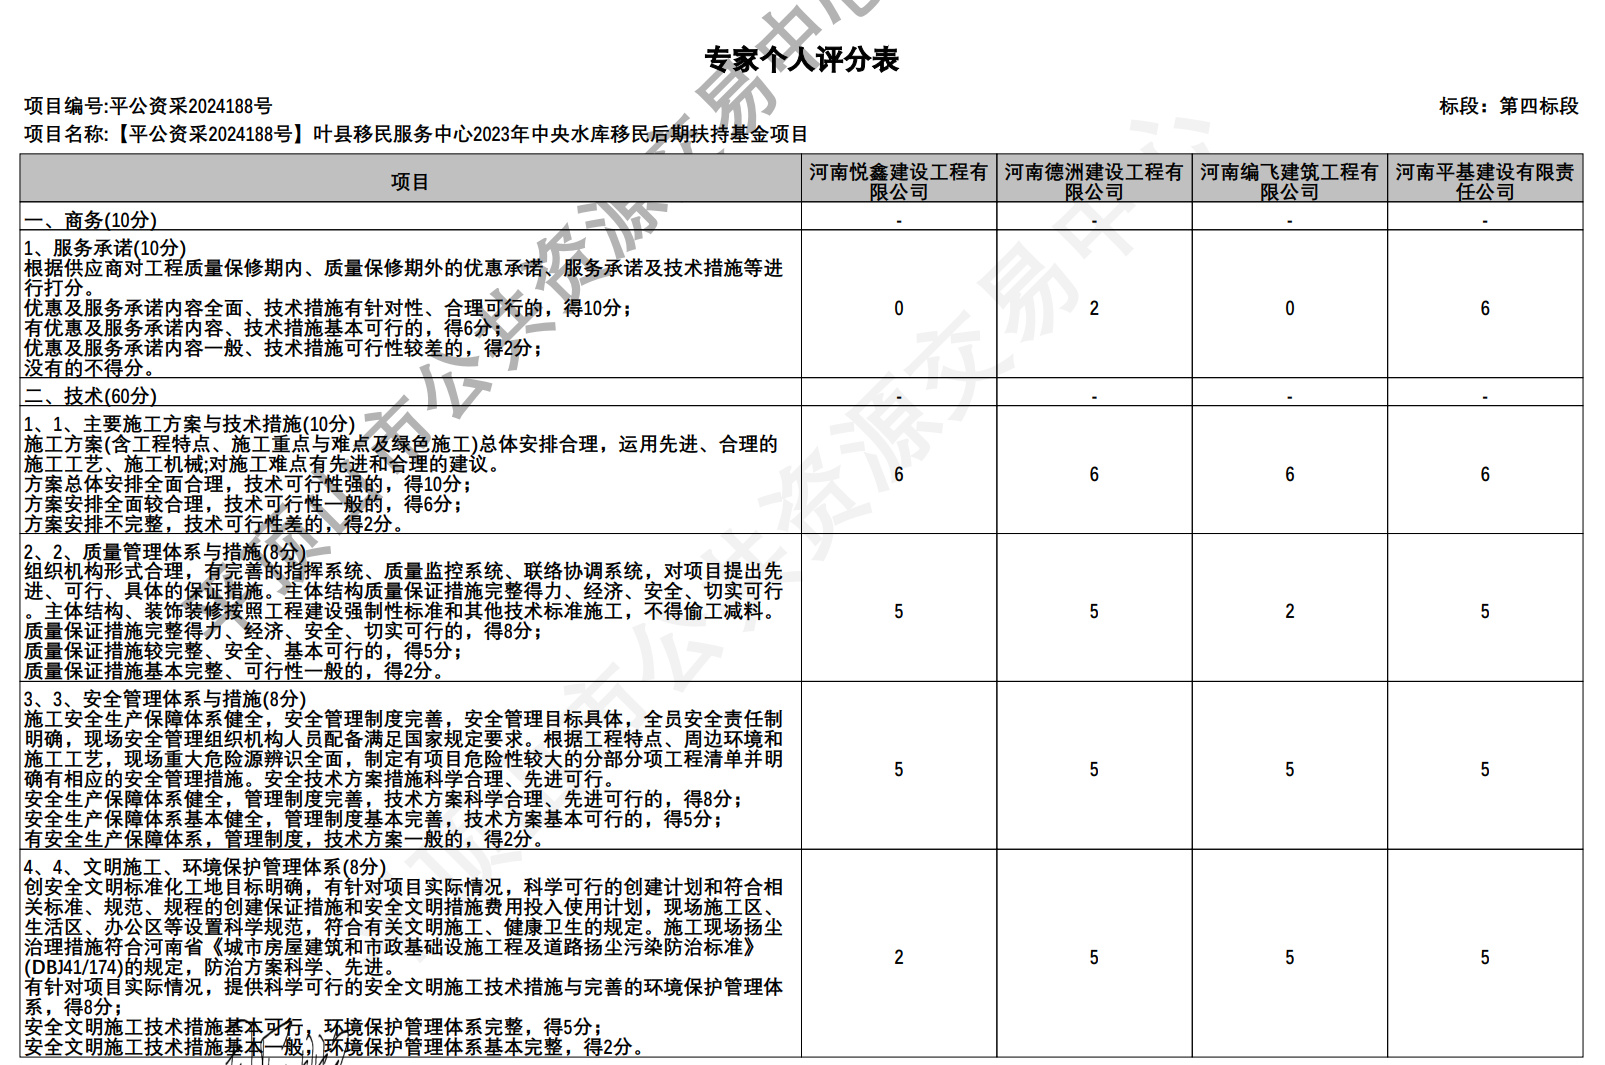 专家个人评分表
项目编号:平公资采2024188号
标段：第四标段
项目名称:【平公资采2024188号】叶县移民服务中心2023年中央水库移民后期扶持基金项目
项目
河南悦鑫建设工程有限公司
河南德洲建设工程有限公司
河南编飞建筑工程有限公司
河南平基建设有限责任公司
一、商务(10分)
- - - -
1、服务承诺(10分)
根据供应商对工程质量保修期内、质量保修期外的优惠承诺、服务承诺及技术措施等进
行打分。
优惠及服务承诺内容全面、技术措施有针对性、合理可行的，得10分；
有优惠及服务承诺内容、技术措施基本可行的，得6分；
优惠及服务承诺内容一般、技术措施可行性较差的，得2分；
没有的不得分。
0 2 0 6
二、技术(60分)
- - - -
1、1、主要施工方案与技术措施(10分)
施工方案(含工程特点、施工重点与难点及绿色施工)总体安排合理，运用先进、合理的
施工工艺、施工机械;对施工难点有先进和合理的建议。
方案总体安排全面合理，技术可行性强的，得10分；
方案安排全面较合理，技术可行性一般的，得6分；
方案安排不完整，技术可行性差的，得2分。
6 6 6 6
2、2、质量管理体系与措施(8分)
组织机构形式合理，有完善的指挥系统、质量监控系统、联络协调系统，对项目提出先
进、可行、具体的保证措施。主体结构质量保证措施完整得力、经济、安全、切实可行
。主体结构、装饰装修按照工程建设强制性标准和其他技术标准施工，不得偷工减料。
质量保证措施完整得力、经济、安全、切实可行的，得8分；
质量保证措施较完整、安全、基本可行的，得5分；
质量保证措施基本完整、可行性一般的，得2分。
5 5 2 5
3、3、安全管理体系与措施(8分)
施工安全生产保障体系健全，安全管理制度完善，安全管理目标具体，全员安全责任制
明确，现场安全管理组织机构人员配备满足国家规定要求。根据工程特点、周边环境和
施工工艺，现场重大危险源辨识全面，制定有项目危险性较大的分部分项工程清单并明
确有相应的安全管理措施。安全技术方案措施科学合理、先进可行。
安全生产保障体系健全，管理制度完善，技术方案科学合理、先进可行的，得8分；
安全生产保障体系基本健全，管理制度基本完善，技术方案基本可行的，得5分；
有安全生产保障体系，管理制度，技术方案一般的，得2分。
5 5 5 5
4、4、文明施工、环境保护管理体系(8分)
创安全文明标准化工地目标明确，有针对项目实际情况，科学可行的创建计划和符合相
关标准、规范、规程的创建保证措施和安全文明措施费用投入使用计划，现场施工区、
生活区、办公区等设置科学规范，符合有关文明施工、健康卫生的规定。施工现场扬尘
治理措施符合河南省《城市房屋建筑和市政基础设施工程及道路扬尘污染防治标准》
(DBJ41/174)的规定，防治方案科学、先进。
有针对项目实际情况，提供科学可行的安全文明施工技术措施与完善的环境保护管理体
系，得8分；
安全文明施工技术措施基本可行，环境保护管理体系完整，得5分；
安全文明施工技术措施基本一般，环境保护管理体系基本完整，得2分。
2 5 5 5
平顶山市公共资源交易中心
顶山市公共资源交易中心